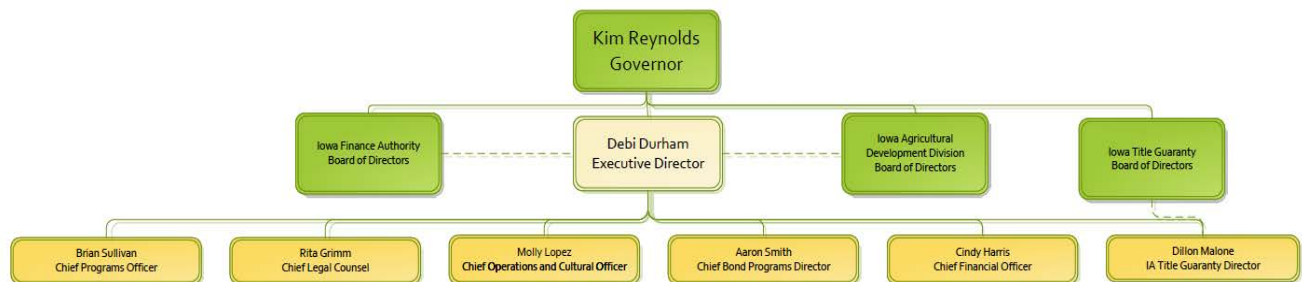 Kim Reynolds
Governor
Iowa Finance Authority
Board of Directors
Debi Durham
Executive Director
Iowa Agricultural
Development Division
Board of Directors
Iowa Title Guaranty
Board of Directors
Brian Sullivan
Chief Programs Officer
Rita Grimm
Chief Legal Counsel
Molly Lopez
Chief Operations and Cultural Officer
Aaron Smith
Chief Bond Programs Director
Cindy Harris
Chief Financial Officer
Dillon Malone
IA Title Guaranty Director